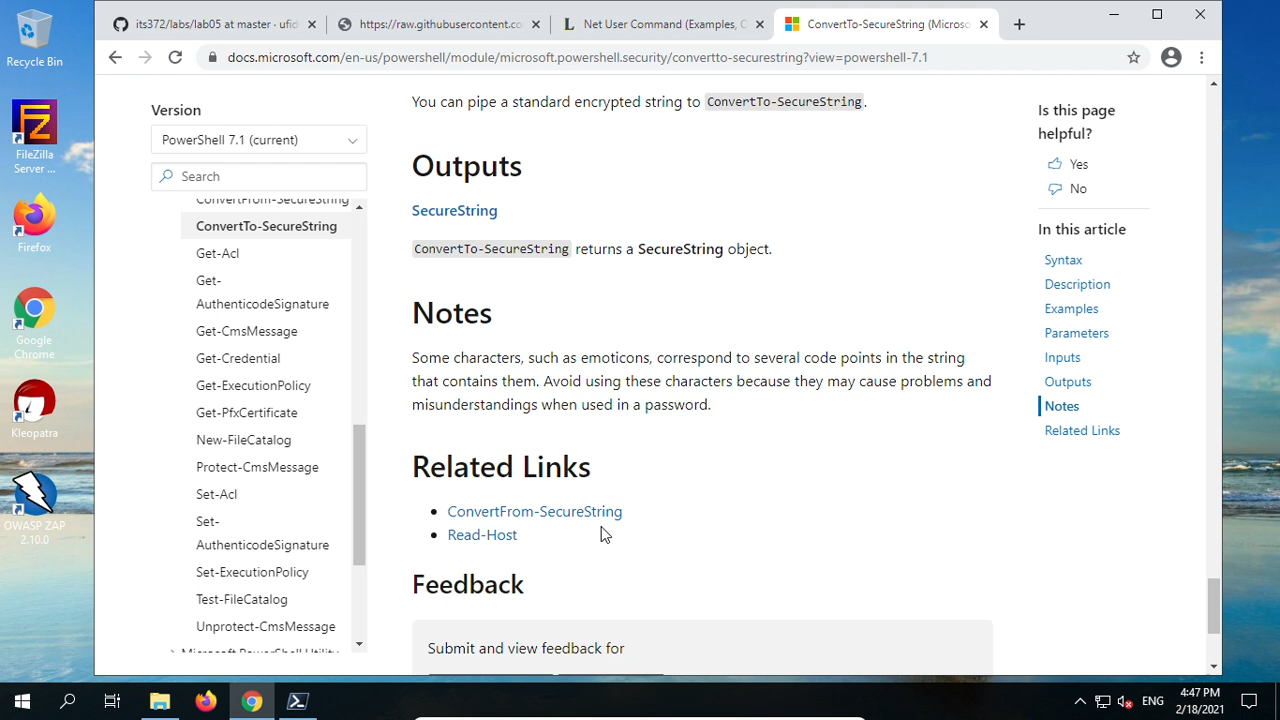 its372/labs/lab05 at master · ufid
https://raw.githubusercontent.co
Net User Command (Examples, C
ConvertTo-SecureString (Microso
docs.microsoft.com/en-us/powershell/module/microsoft.powershell.security/convertto-securestring?view=powershell-7.1
Recycle Bin
FileZilla
Server ...
Firefox
Google
Chrome
Kleopatra
OWASP ZAP
2.10.0
Version
PowerShell 7.1 (current)
Search
ConvertFrom-SecureString
ConvertTo-SecureString
Get-Acl
Get-
AuthenticodeSignature
Get-CmsMessage
Get-Credential
Get-ExecutionPolicy
Get-PfxCertificate
New-FileCatalog
Protect-CmsMessage
Set-Acl
Set-
AuthenticodeSignature
Set-ExecutionPolicy
Test-FileCatalog
Unprotect-CmsMessage
Microsoft.PowerShell.Utility
You can pipe a standard encrypted string to ConvertTo-SecureString.
Outputs
SecureString
ConvertTo-SecureString returns a SecureString object.
Notes
Some characters, such as emoticons, correspond to several code points in the string
that contains them. Avoid using these characters because they may cause problems and
misunderstandings when used in a password.
Related Links
• ConvertFrom-SecureString
• Read-Host
Feedback
Submit and view feedback for
Is this page
helpful?
Yes
No
In this article
Syntax
Description
Examples
Parameters
Inputs
Outputs
Notes
Related Links
ENG
4:47 PM
2/18/2021